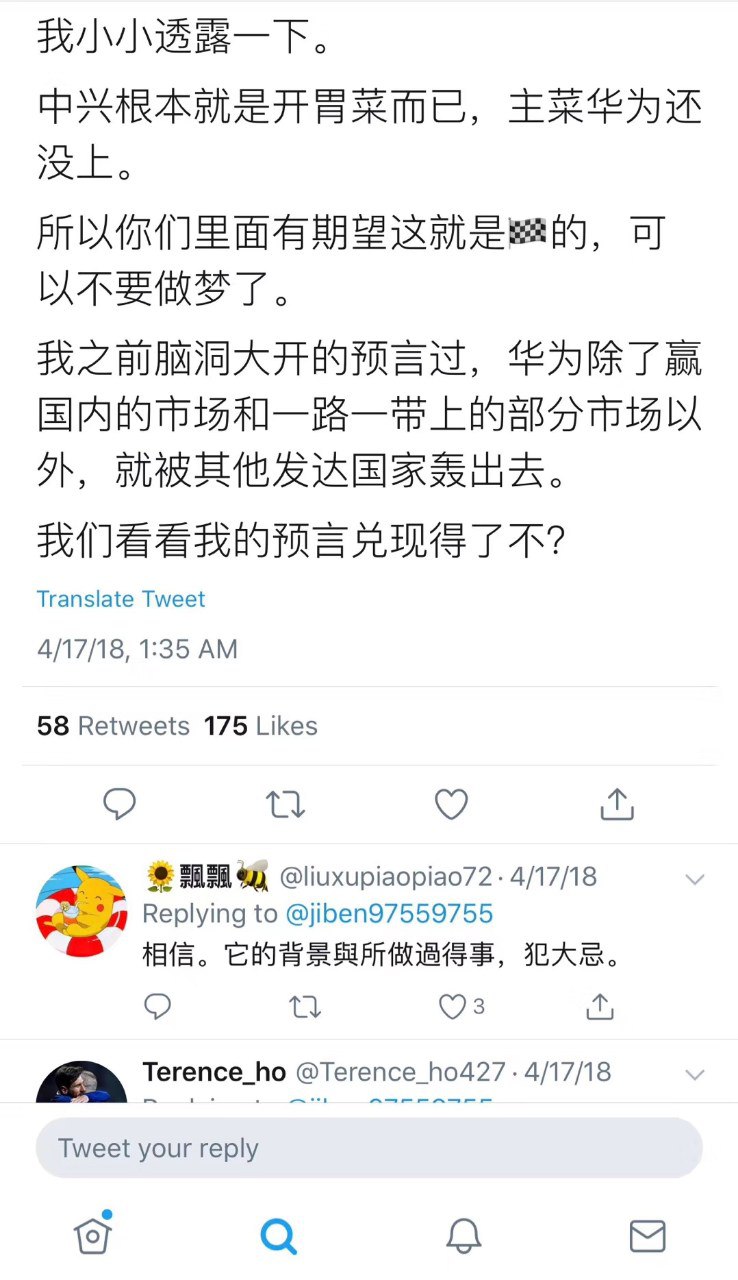 我小小透露一下。
中兴根本就是开胃菜而已，主菜华为还
没上。
所以你们里面有期望这就是🏁的，可
以不要做梦了。
我之前脑洞大开的预言过，华为除了赢
国内的市场和一路一带上的部分市场以
外，就被其他发达国家轰出去。
我们看看我的预言兑现得了不？
Translate Tweet
4/17/18, 1:35 AM
58 Retweets 175 Likes
🌻飄飄🐝 @liuxupiaopiao72 · 4/17/18
Replying to @jiben97559755
相信。它的背景與所做過得事，犯大忌。
3
Terence_ho @Terence_ho427 · 4/17/18
Tweet your reply